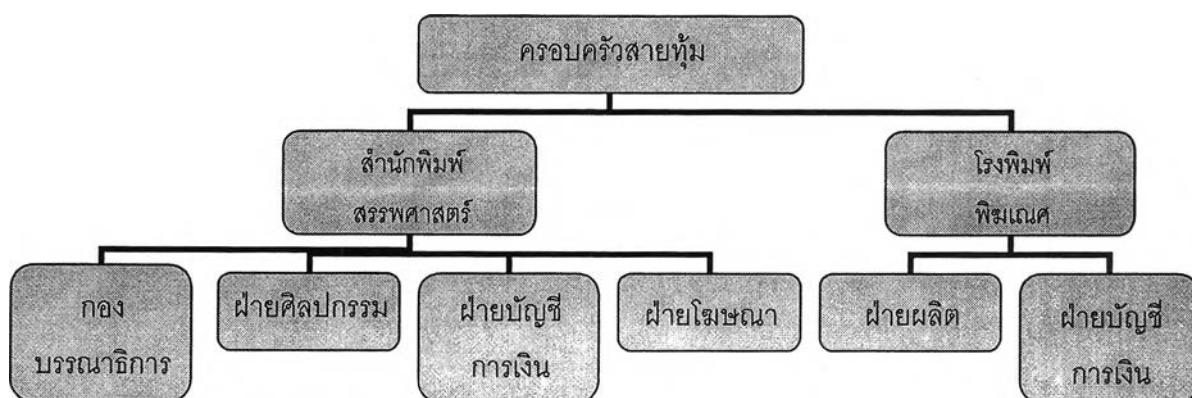 ครอบครัวสายทุ้ม
สำนักพิมพ์
สรรพศาสตร์
โรงพิมพ์
พิฆเณศ
กอง
บรรณาธิการ
ฝ่ายศิลปกรรม
ฝ่ายบัญชี
การเงิน
ฝ่ายโฆษณา
ฝ่ายผลิต
ฝ่ายบัญชี
การเงิน